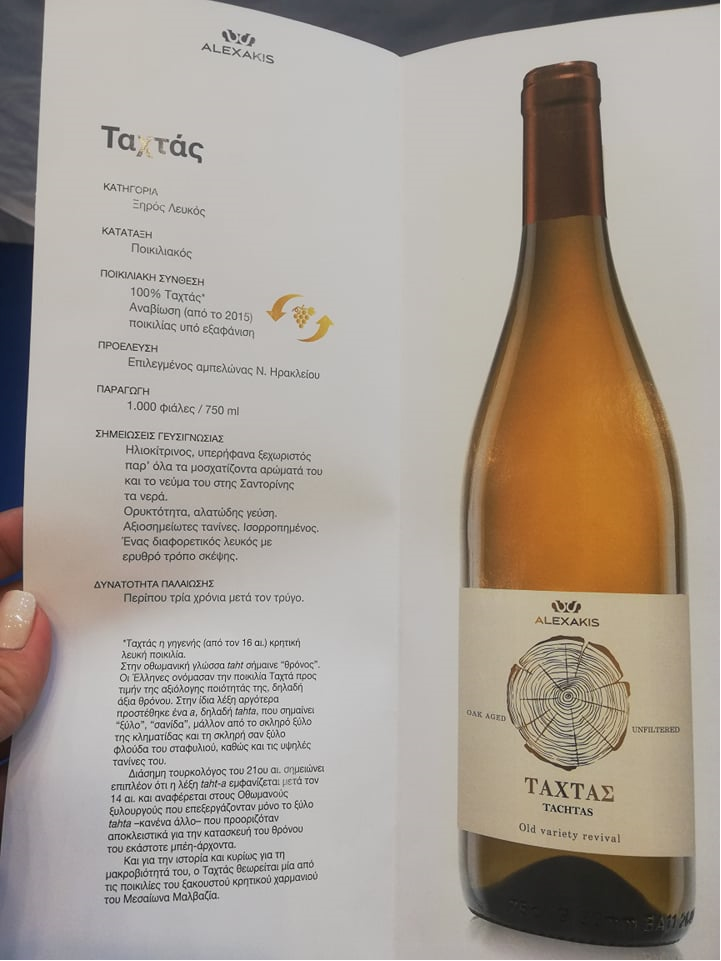 ALEXAKIS
Ταχτάς
ΚΑΤΗΓΟΡΙΑ
Ξηρός Λευκός
ΚΑΤΑΤΑΞΗ
Ποικιλιακός
ΠΟΙΚΙΛΙΑΚΗ ΣΥΝΘΕΣΗ
100% Ταχτάς*
Αναβίωση (από το 2015)
ποικιλίας υπό εξαφάνιση
ΠΡΟΕΛΕΥΣΗ
Επιλεγμένος αμπελώνας Ν. Ηρακλείου
ΠΑΡΑΓΩΓΗ
1.000 φιάλες / 750 ml
ΣΗΜΕΙΩΣΕΙΣ ΓΕΥΣΙΓΝΩΣΙΑΣ
Ηλιοκίτρινος, υπερήφανα ξεχωριστός
παρ’ όλα τα μοσχατίζοντα αρώματά του
και το νεύμα του στης Σαντορίνης
τα νερά.
Ορυκτότητα, αλατώδης γεύση.
Αξιοσημείωτες τανίνες. Ισορροπημένος.
Ένας διαφορετικός λευκός με
ερυθρό τρόπο σκέψης.
ΔΥΝΑΤΟΤΗΤΑ ΠΑΛΑΙΩΣΗΣ
Περίπου τρία χρόνια μετά τον τρύγο.
*Ταχτάς η γηγενής (από τον 16 αι.) κρητική
λευκή ποικιλία.
Στην οθωμανική γλώσσα taht σήμαινε “θρόνος”.
Οι Έλληνες ονόμασαν την ποικιλία Ταχτά προς
τιμήν της αξιόλογης ποιότητάς της, δηλαδή
άξια θρόνου. Στην ίδια λέξη αργότερα
προστέθηκε ένα a, δηλαδή tahta, που σημαίνει
“ξύλο”, “σανίδα”, μάλλον από το σκληρό ξύλο
της κληματίδας και τη σκληρή σαν ξύλο
φλούδα του σταφυλιού, καθώς και τις υψηλές
τανίνες του.
Διάσημη τουρκολόγος του 21ου αι. σημειώνει
επιπλέον ότι η λέξη taht-a εμφανίζεται μετά τον
14 αι. και αναφέρεται στους Οθωμανούς
ξυλουργούς που επεξεργάζονταν μόνο το ξύλο
tahta –κανένα άλλο– που προοριζόταν
αποκλειστικά για την κατασκευή του θρόνου
του εκάστοτε μπέη-άρχοντα.
Και για την ιστορία και κυρίως για τη
μακροβιότητά του, ο Ταχτάς θεωρείται μία από
τις ποικιλίες του ξακουστού κρητικού χαρμανιού
του Μεσαίωνα Μαλβαζία.
ALEXAKIS
OAK AGED
UNFILTERED
ΤΑΧΤΑΣ
TACHTAS
Old variety revival